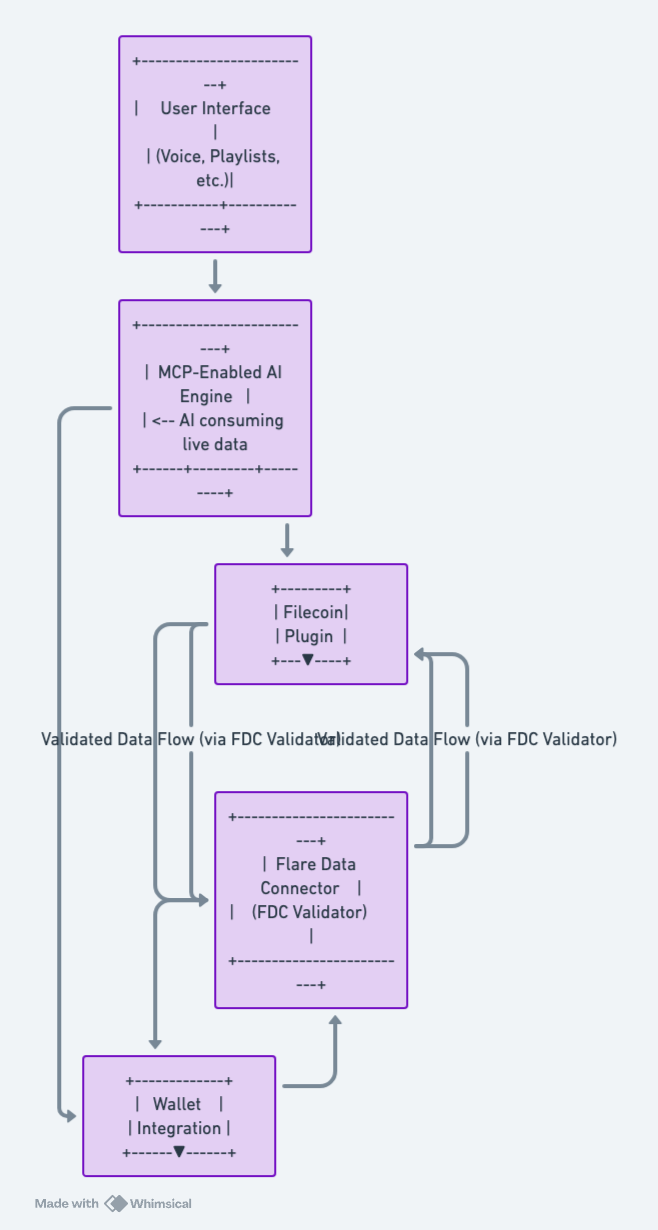 +-----------------------
--+
|     User Interface
|
| (Voice, Playlists,
etc.)|
+-----------+----------
---+
+-----------------------
---+
|  MCP-Enabled AI
Engine   |
| <-- AI consuming
live data
+------+---------+-----
----+
+---------+
| Filecoin|
| Plugin  |
+---▼----+
Validated Data Flow (via FDC Validator)
Validated Data Flow (via FDC Validator)
+-----------------------
---+
|  Flare Data
Connector    |
|    (FDC Validator)
|
+-----------------------
---+
+-------------+
|   Wallet    |
| Integration |
+------▼------+
Made with Whimsical